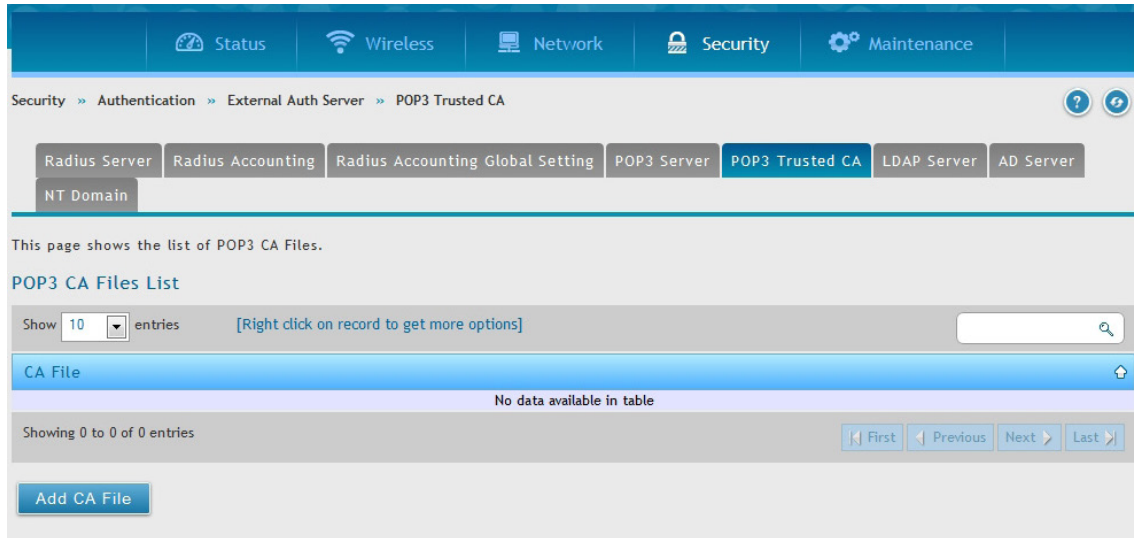 Status Wireless Network Security Maintenance
Security » Authentication » External Auth Server » POP3 Trusted CA ?
Radius Server Radius Accounting Radius Accounting Global Setting POP3 Server POP3 Trusted CA LDAP Server AD Server
NT Domain
This page shows the list of POP3 CA Files.
POP3 CA Files List
Show 10 entries [Right click on record to get more options]
CA File
No data available in table
Showing 0 to 0 of 0 entries First Previous Next Last
Add CA File